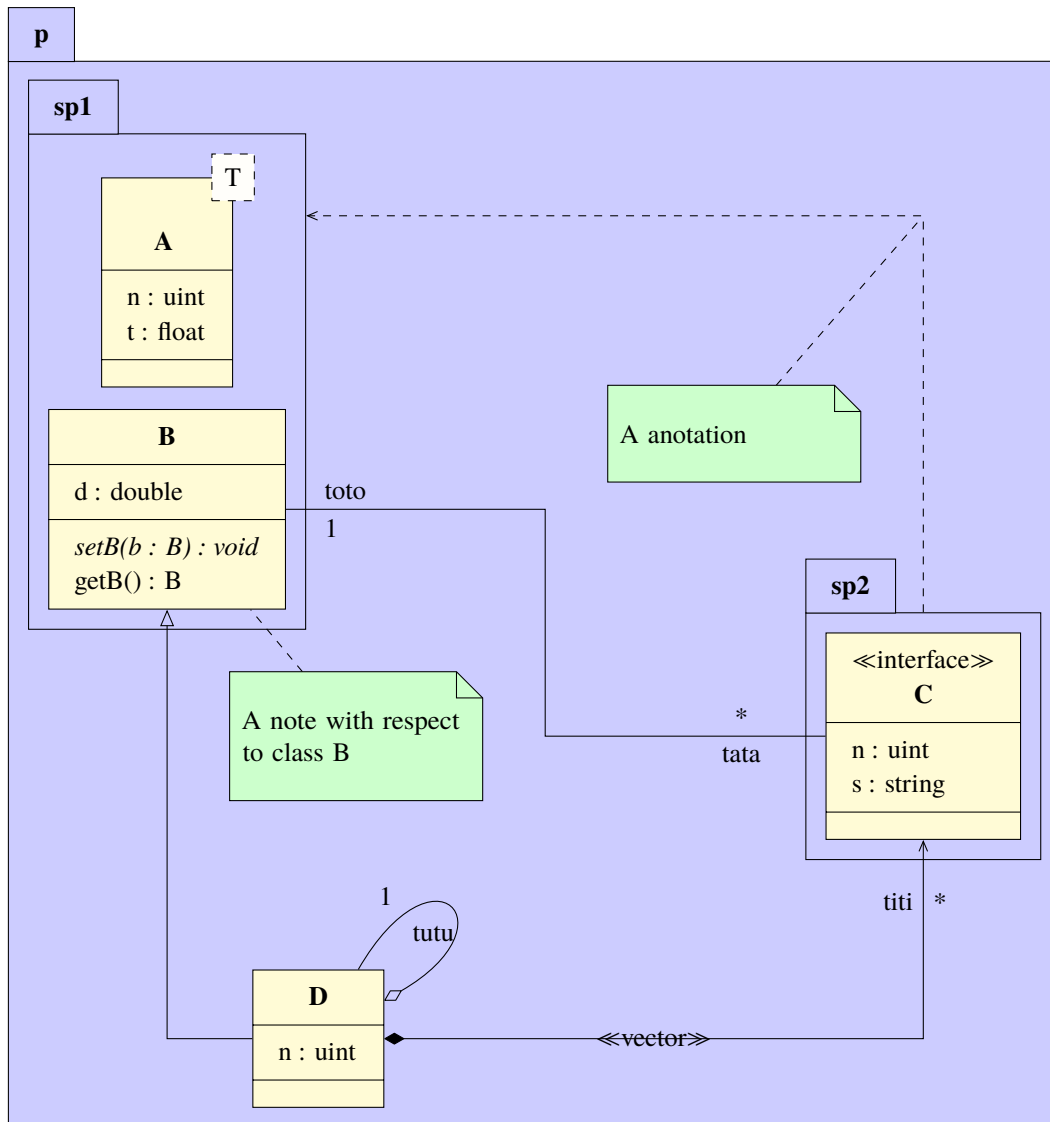 p
sp1
T
A
n : uint
t : float
B
d : double
setB(b : B) : void
getB() : B
toto
1
A anotation
sp2
≪interface≫
C
n : uint
s : string
*
tata
A note with respect
to class B
titi
*
1
tutu
D
n : uint
≪vector≫